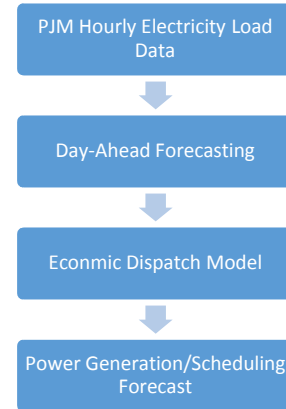 PJM Hourly Electricity Load
Data
Day-Ahead Forecasting
Econmic Dispatch Model
Power Generation/Scheduling
Forecast